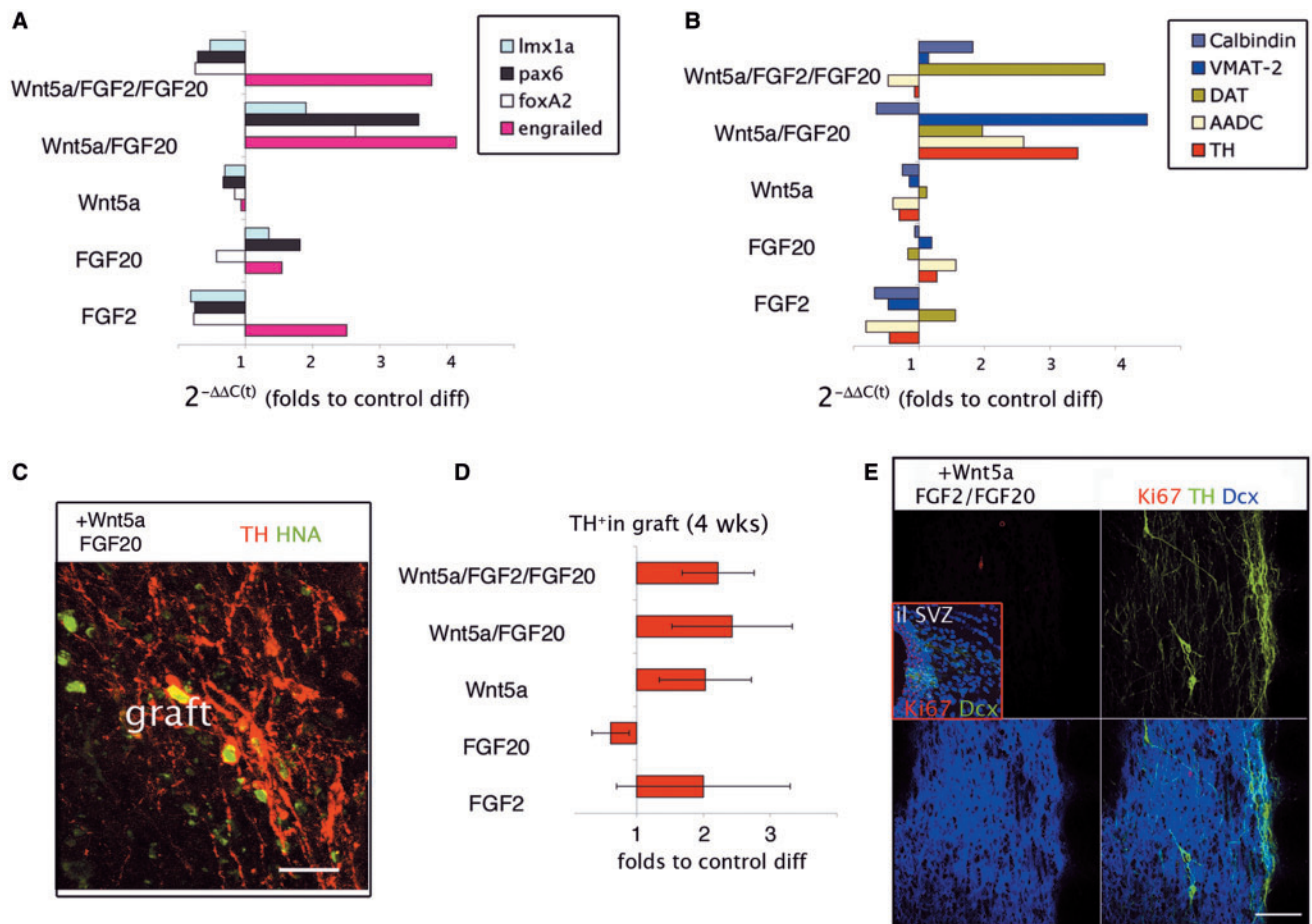 A
lmx1a
pax6
foxA2
engrailed
Wnt5a/FGF2/FGF20
Wnt5a/FGF20
Wnt5a
FGF20
FGF2
1 2 3 4
2^-ΔΔC(t) (folds to control diff)
B
Calbindin
VMAT-2
DAT
AADC
TH
Wnt5a/FGF2/FGF20
Wnt5a/FGF20
Wnt5a
FGF20
FGF2
1 2 3 4
2^-ΔΔC(t) (folds to control diff)
C
+Wnt5a
FGF20
TH HNA
graft
D
TH+in graft (4 wks)
Wnt5a/FGF2/FGF20
Wnt5a/FGF20
Wnt5a
FGF20
FGF2
1 2 3
folds to control diff
E
+Wnt5a
FGF2/FGF20
Ki67 TH Dcx
il SVZ
Ki67 Dcx